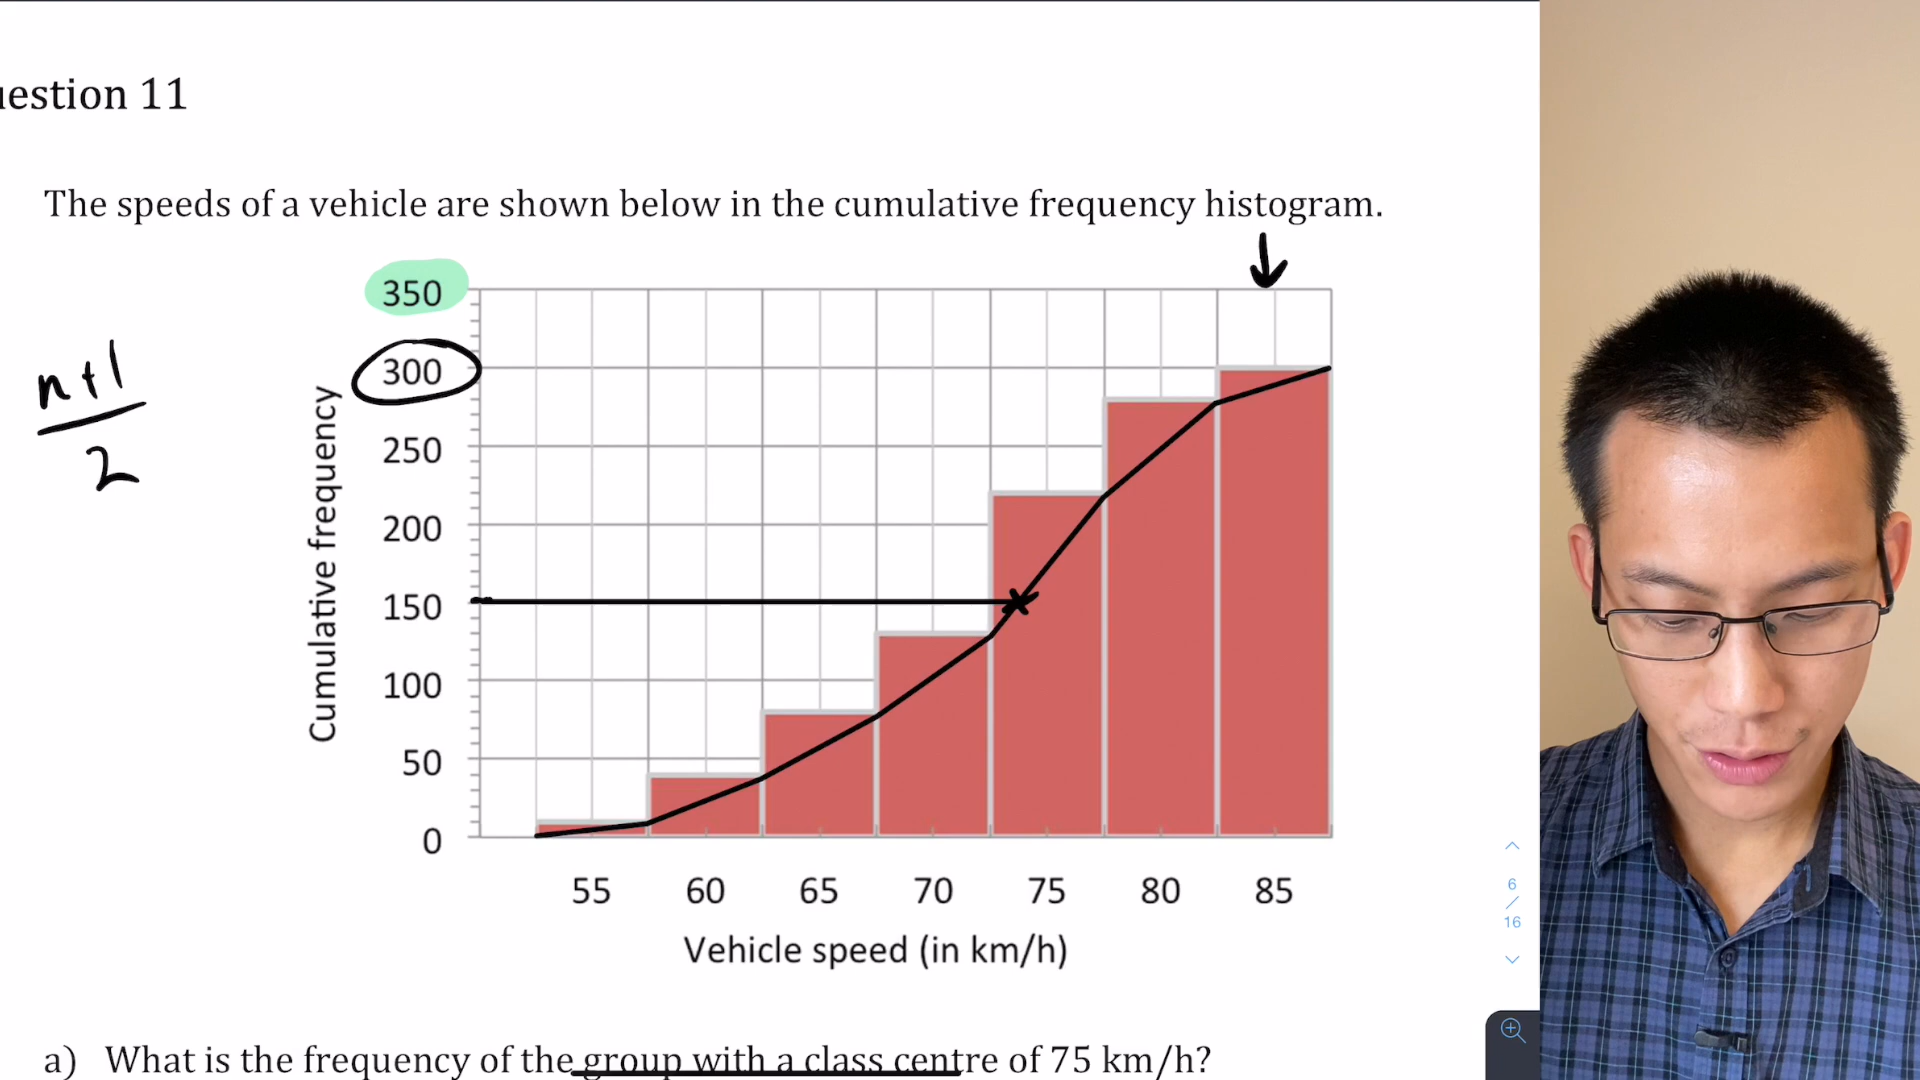 uestion 11
The speeds of a vehicle are shown below in the cumulative frequency histogram.
350
300
250
200
150
100
50
0
n+1
2
Cumulative frequency
55 60 65 70 75 80 85
Vehicle speed (in km/h)
6
/
16
a) What is the frequency of the group with a class centre of 75 km/h?